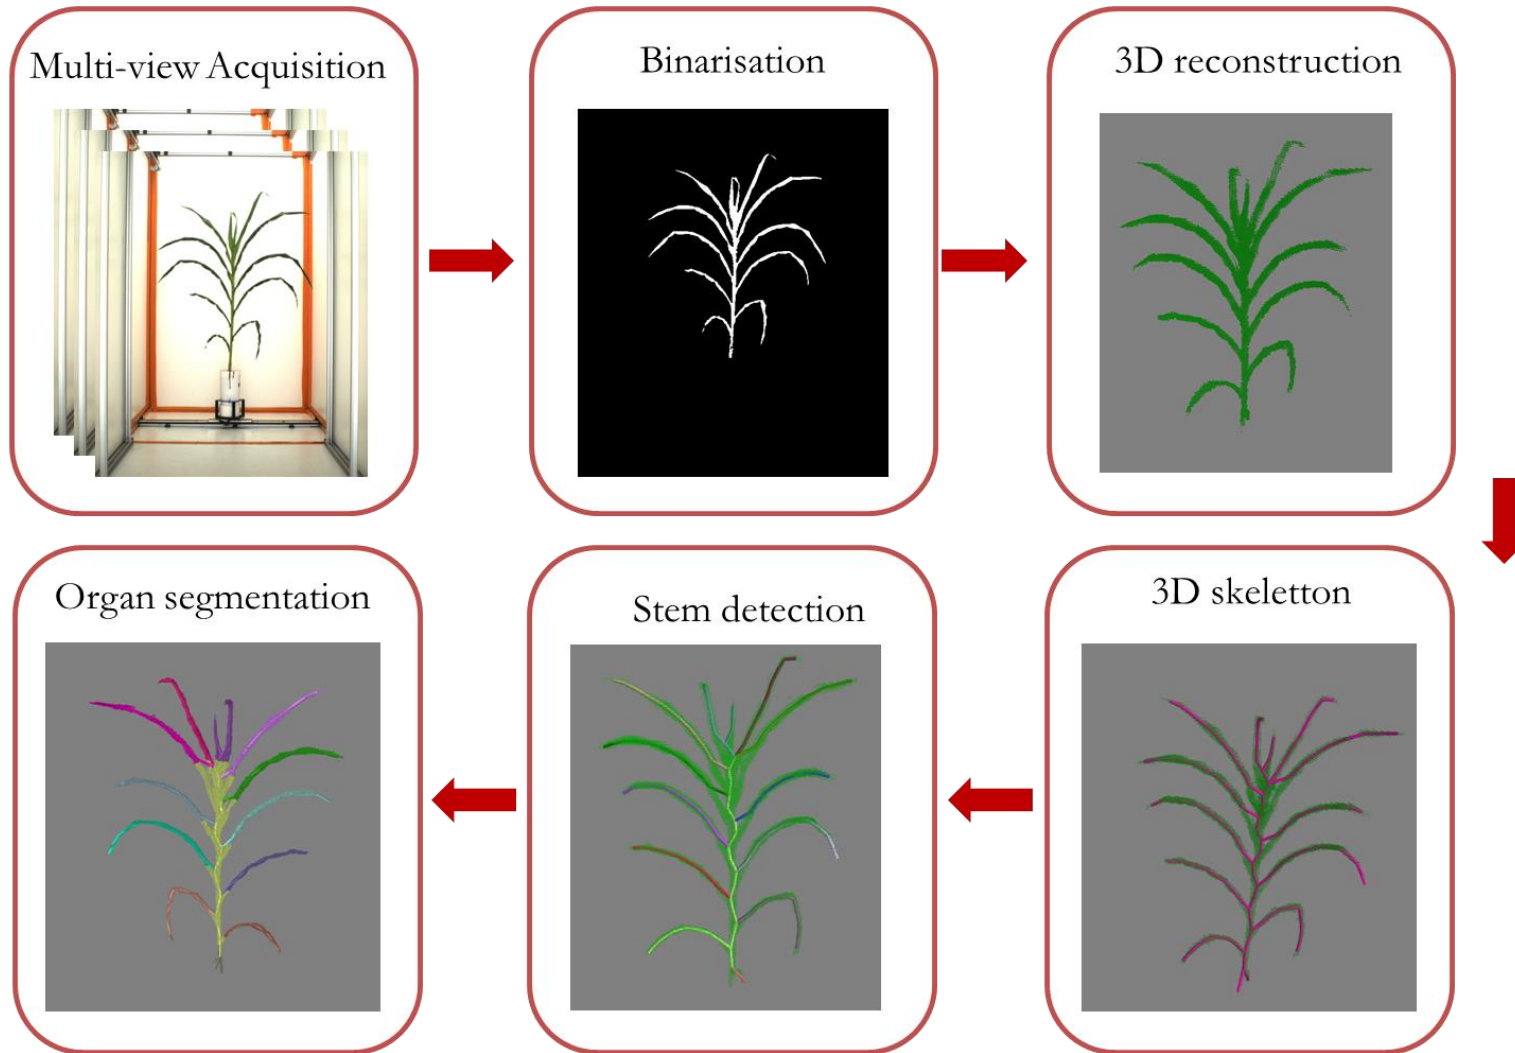 Multi-view Acquisition
Binarisation
3D reconstruction
3D skeletton
Stem detection
Organ segmentation